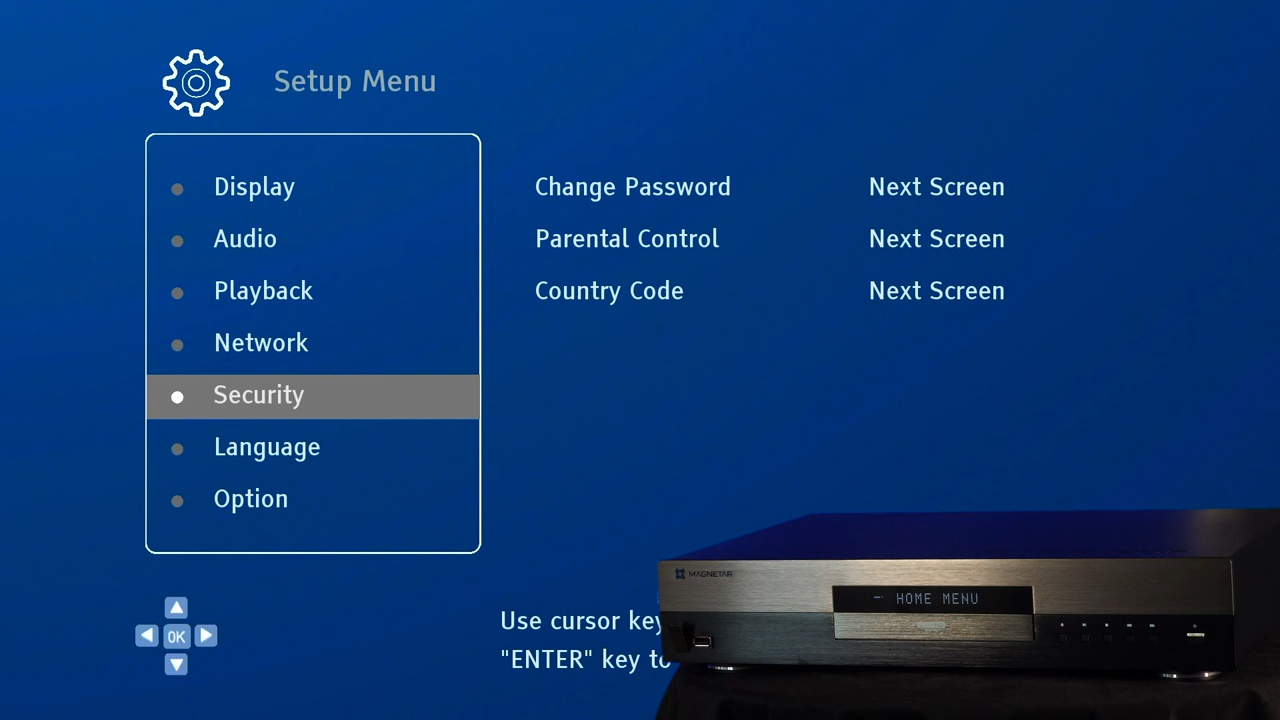 Setup Menu
Display
Audio
Playback
Network
Security
Language
Option
Change Password Next Screen
Parental Control Next Screen
Country Code Next Screen
OK
Use cursor key
"ENTER" key to
MAGNETAR
HOME MENU